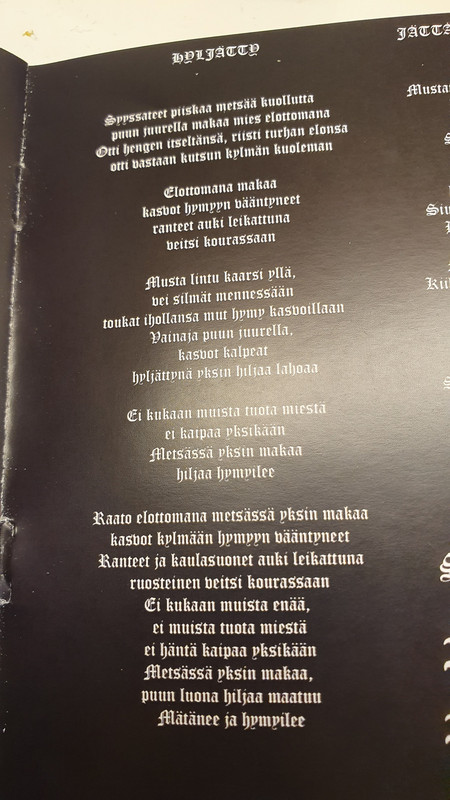 HYLJÄTTY
Syyssateet piiskaa metsää kuollutta
puun juurella makaa mies elottomana
Otti hengen itseltänsä, riisti turhan elonsa
otti vastaan kutsun kylmän kuoleman
Elottomana makaa
kasvot hymyyn vääntyneet
ranteet auki leikattuna
veitsi kourassaan
Musta lintu kaarsi yllä,
vei silmät mennessään
toukat ihollansa mut hymy kasvoillaan
Vainaja puun juurella,
kasvot kalpeat
hyljättynä yksin hiljaa lahoaa
Ei kukaan muista tuota miestä
ei kaipaa yksikään
Metsässä yksin makaa
hiljaa hymyilee
Raato elottomana metsässä yksin makaa
kasvot kylmään hymyyn vääntyneet
Ranteet ja kaulasuonet auki leikattuna
ruosteinen veitsi kourassaan
Ei kukaan muista enää,
ei muista tuota miestä
ei häntä kaipaa yksikään
Metsässä yksin makaa,
puun luona hiljaa maatuu
Mätänee ja hymyilee